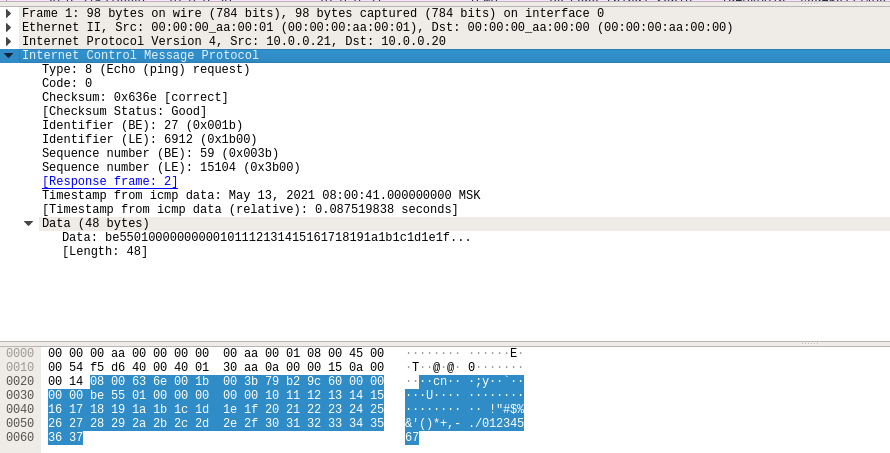 Frame 1: 98 bytes on wire (784 bits), 98 bytes captured (784 bits) on interface 0
Ethernet II, Src: 00:00:00_aa:00:01 (00:00:00:aa:00:01), Dst: 00:00:00_aa:00:00 (00:00:00:aa:00:00)
Internet Protocol Version 4, Src: 10.0.0.21, Dst: 10.0.0.20
Internet Control Message Protocol
Type: 8 (Echo (ping) request)
Code: 0
Checksum: 0x636e [correct]
[Checksum Status: Good]
Identifier (BE): 27 (0x001b)
Identifier (LE): 6912 (0x1b00)
Sequence number (BE): 59 (0x003b)
Sequence number (LE): 15104 (0x3b00)
[Response frame: 2]
Timestamp from icmp data: May 13, 2021 08:00:41.000000000 MSK
[Timestamp from icmp data (relative): 0.087519838 seconds]
Data (48 bytes)
Data: be55010000000000101112131415161718191a1b1c1d1e1f...
[Length: 48]
0000 00 00 00 aa 00 00 00 00 00 aa 00 01 08 00 45 00 ········ ······E·
0010 00 54 f5 d6 40 00 40 01 30 aa 0a 00 00 15 0a 00 ·T··@·@· 0·······
0020 00 14 08 00 63 6e 00 1b 00 3b 79 b2 9c 60 00 00 ····cn·· ·;y··`··
0030 00 00 be 55 01 00 00 00 00 00 10 11 12 13 14 15 ···U···· ········
0040 16 17 18 19 1a 1b 1c 1d 1e 1f 20 21 22 23 24 25 ········ ·· !"#$%
0050 26 27 28 29 2a 2b 2c 2d 2e 2f 30 31 32 33 34 35 &'()*+,- ./012345
0060 36 37 67